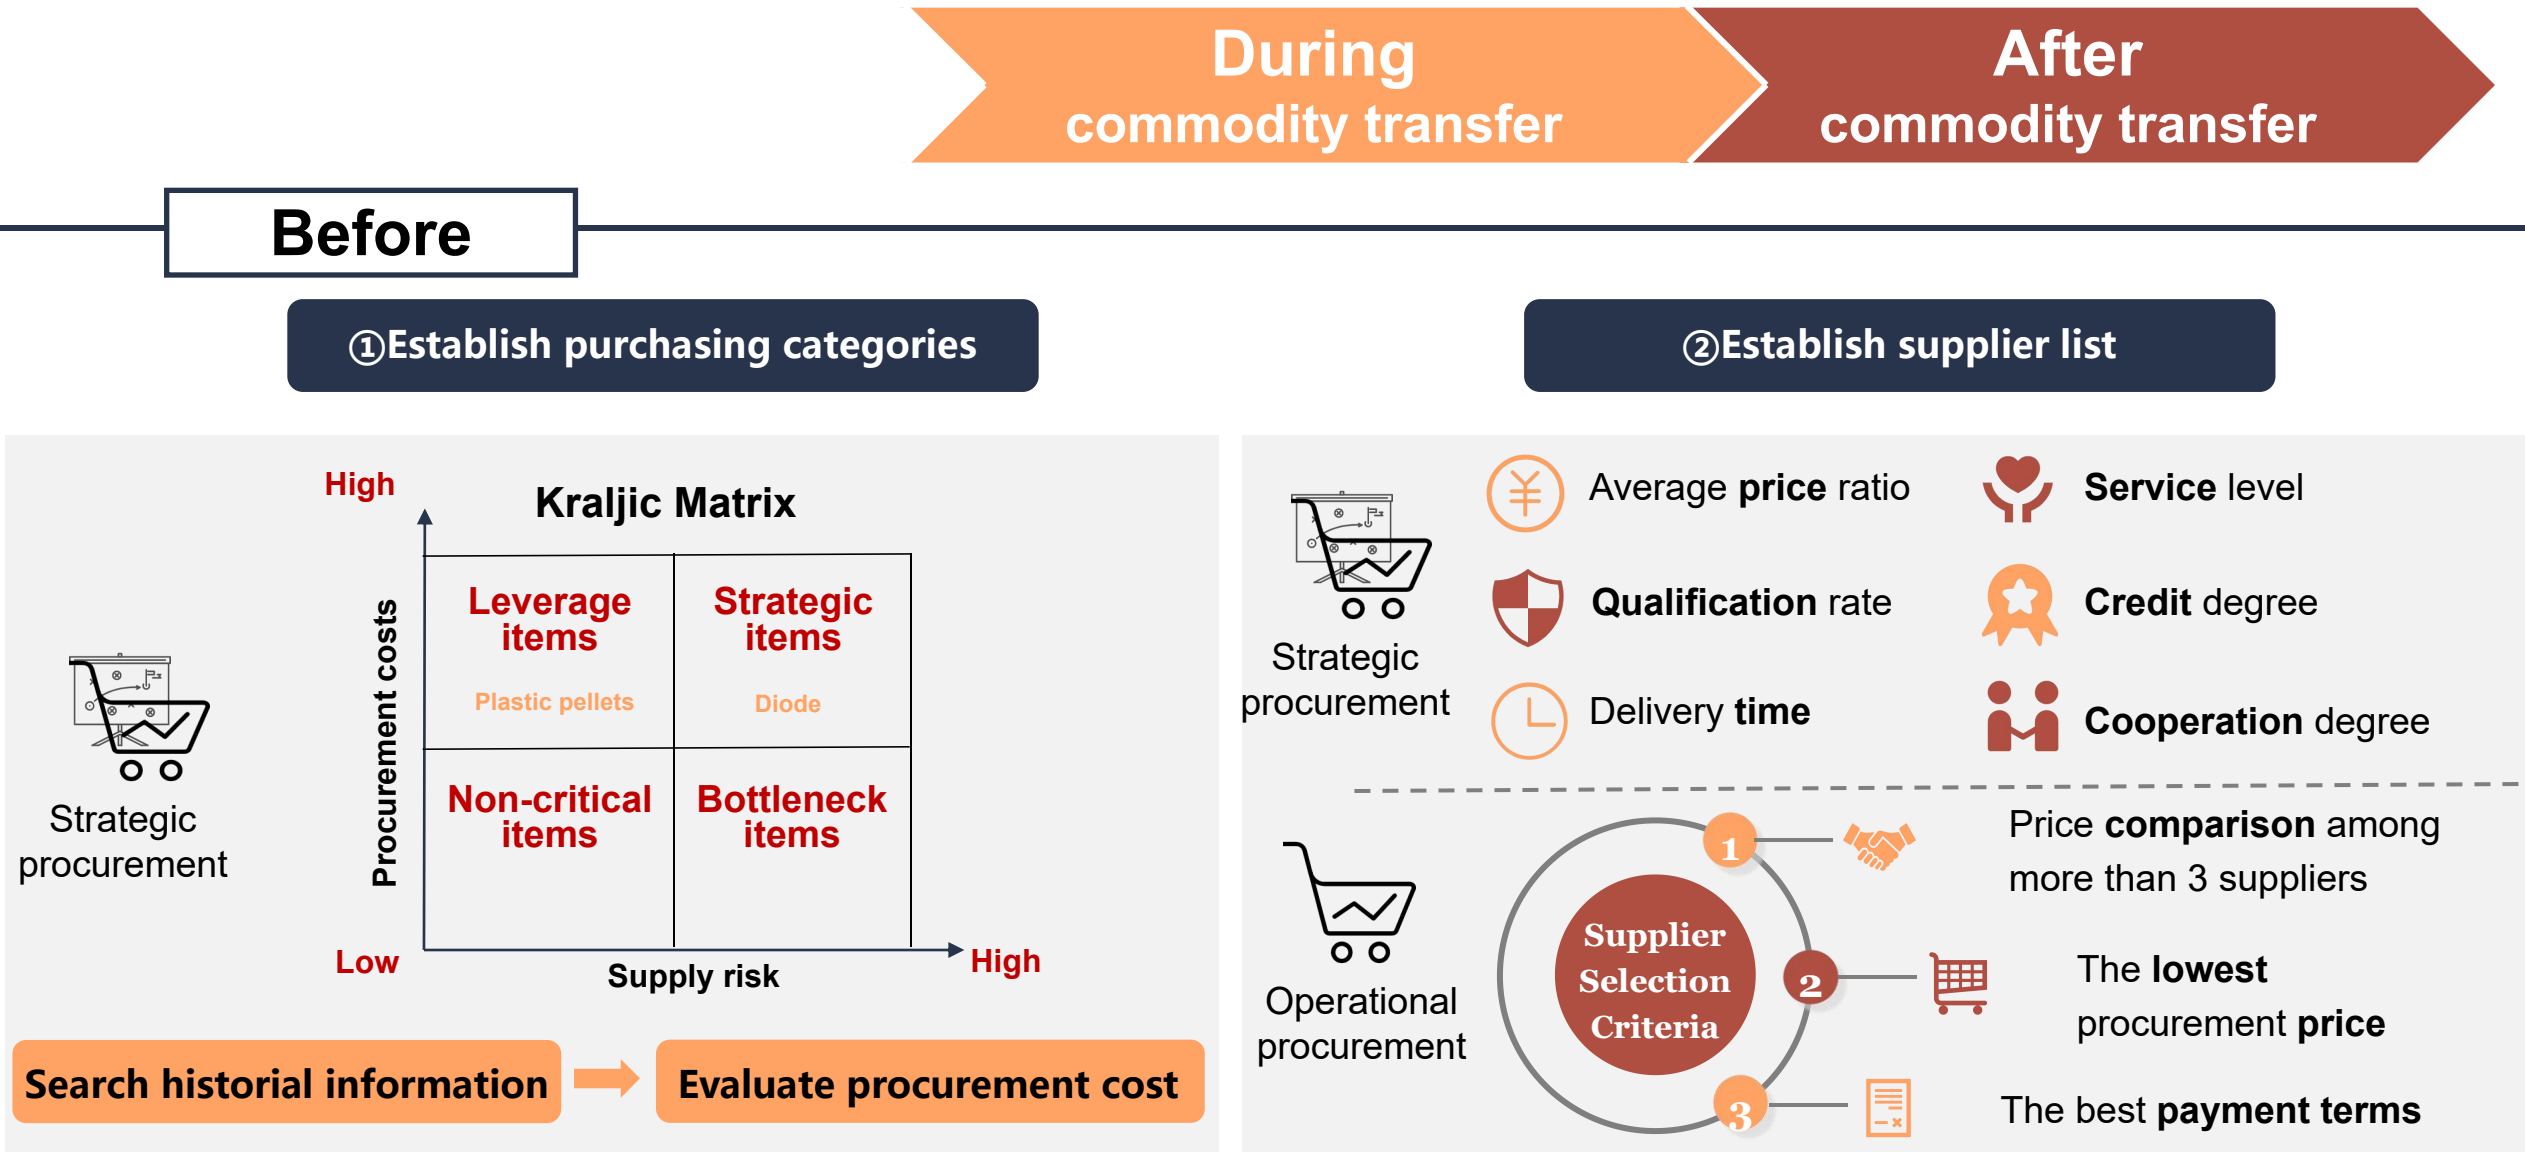 During
commodity transfer
After
commodity transfer
Before
①Establish purchasing categories
②Establish supplier list
High
Kraljic Matrix
Procurement costs
Leverage
items
Plastic pellets
Strategic
items
Diode
Non-critical
items
Bottleneck
items
Low
Supply risk
High
Strategic
procurement
Search historial information
Evaluate procurement cost
Strategic
procurement
Average price ratio
Service level
Qualification rate
Credit degree
Delivery time
Cooperation degree
Operational
procurement
Supplier
Selection
Criteria
1
Price comparison among
more than 3 suppliers
2
The lowest
procurement price
3
The best payment terms